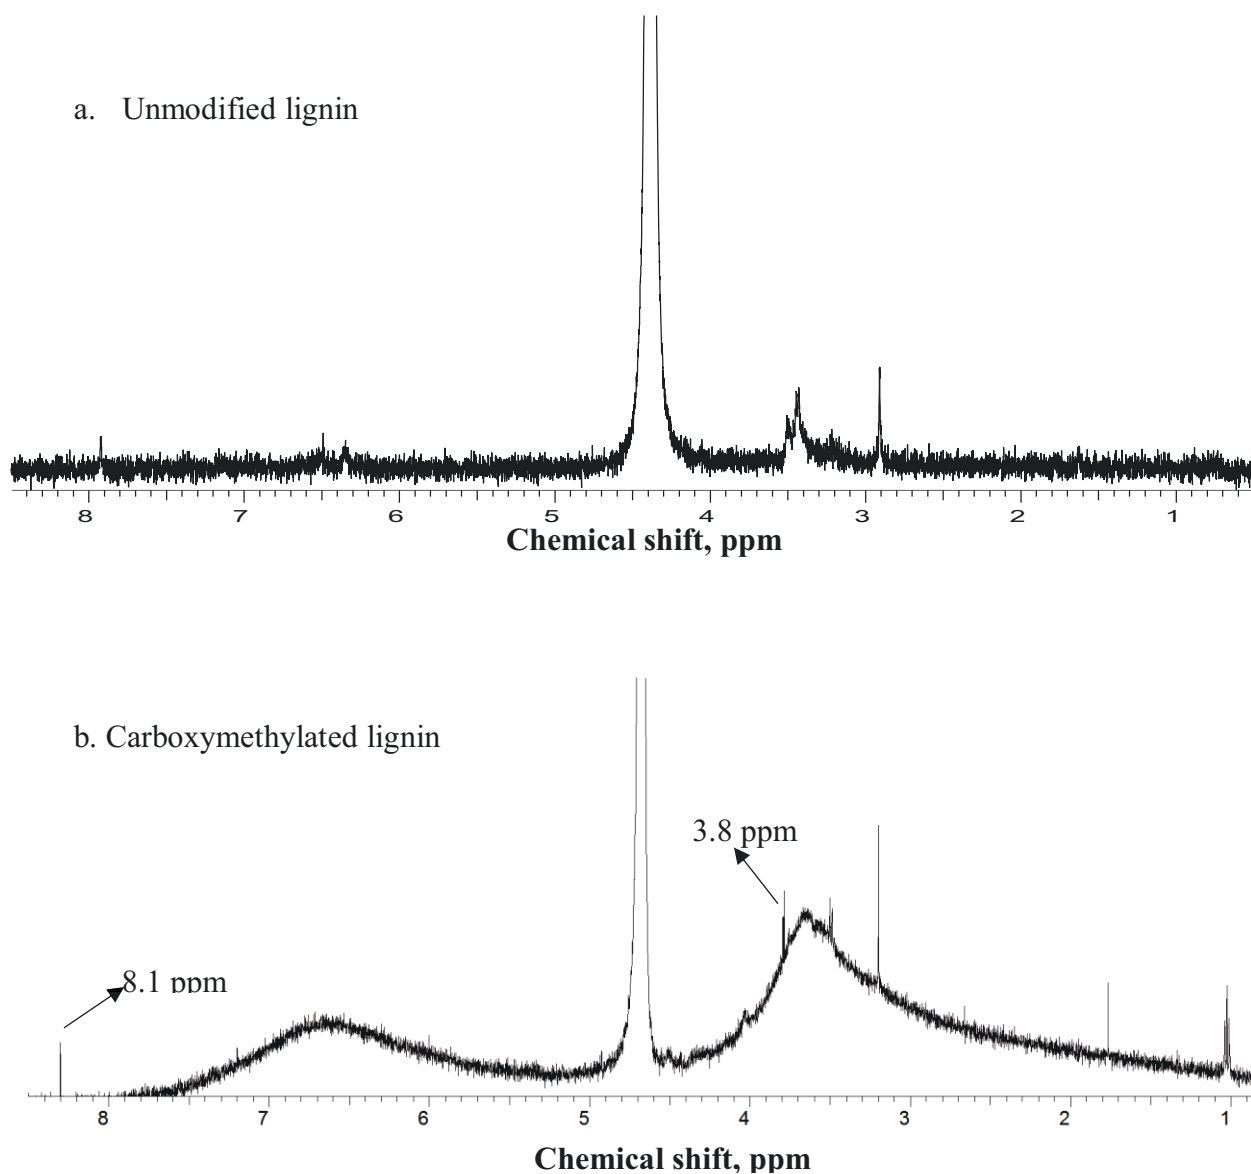 a. Unmodified lignin
8 7 6 5 4 3 2 1
Chemical shift, ppm
b. Carboxymethylated lignin
3.8 ppm
8.1 ppm
8 7 6 5 4 3 2 1
Chemical shift, ppm